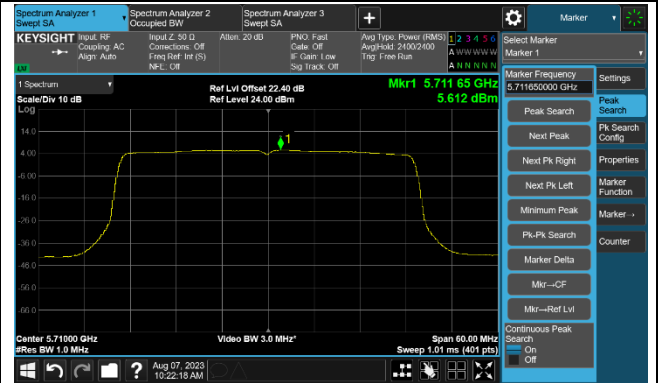 Spectrum Analyzer 1
Swept SA
Spectrum Analyzer 2
Occupied BW
Spectrum Analyzer 3
Swept SA
Marker
KEYSIGHT
Input: RF
Coupling: AC
Align: Auto
Input Z: 50 Ω
Corrections: Off
Freq Ref: Int (S)
NFE: Off
Atten: 20 dB
PNO: Fast
Gate: Off
IF Gain: Low
Sig Track: Off
Avg Type: Power (RMS)
Avg|Hold: 2400/2400
Trig: Free Run
1 2 3 4 5 6
A WWWWW
A NNNNN
Select Marker
Marker 1
LXI
1 Spectrum
Scale/Div 10 dB
Log
Ref Lvl Offset 22.40 dB
Ref Level 24.00 dBm
Mkr1 5.711 65 GHz
5.612 dBm
14.0
4.00
-6.00
-16.0
-26.0
-36.0
-46.0
-56.0
-66.0
1
Center 5.71000 GHz
#Res BW 1.0 MHz
Video BW 3.0 MHz*
Span 60.00 MHz
Sweep 1.01 ms (401 pts)
Marker Frequency
5.711650000 GHz
Peak Search
Next Peak
Next Pk Right
Next Pk Left
Minimum Peak
Pk-Pk Search
Marker Delta
Mkr→CF
Mkr→Ref Lvl
Continuous Peak
Search
On
Off
Settings
Peak
Search
Pk Search
Config
Properties
Marker
Function
Marker→
Counter
?
Aug 07, 2023
10:22:18 AM